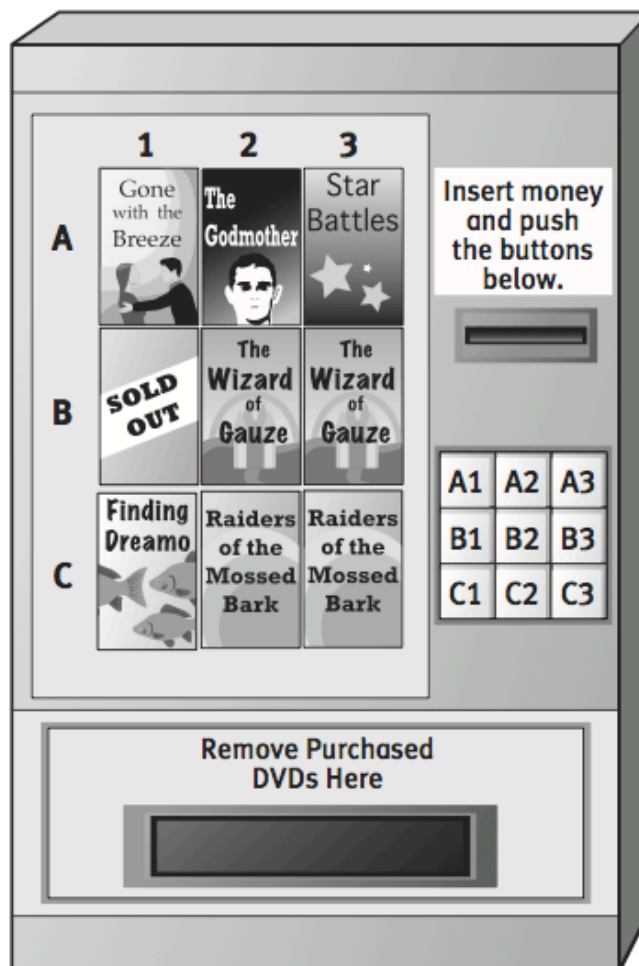 1 2 3
A
Gone
with the
Breeze
The
Godmother
Star
Battles
B
SOLD
OUT
The
Wizard
of
Gauze
The
Wizard
of
Gauze
C
Finding
Dreamo
Raiders
of the
Mossed
Bark
Raiders
of the
Mossed
Bark
Insert money
and push
the buttons
below.
A1 A2 A3
B1 B2 B3
C1 C2 C3
Remove Purchased
DVDs Here